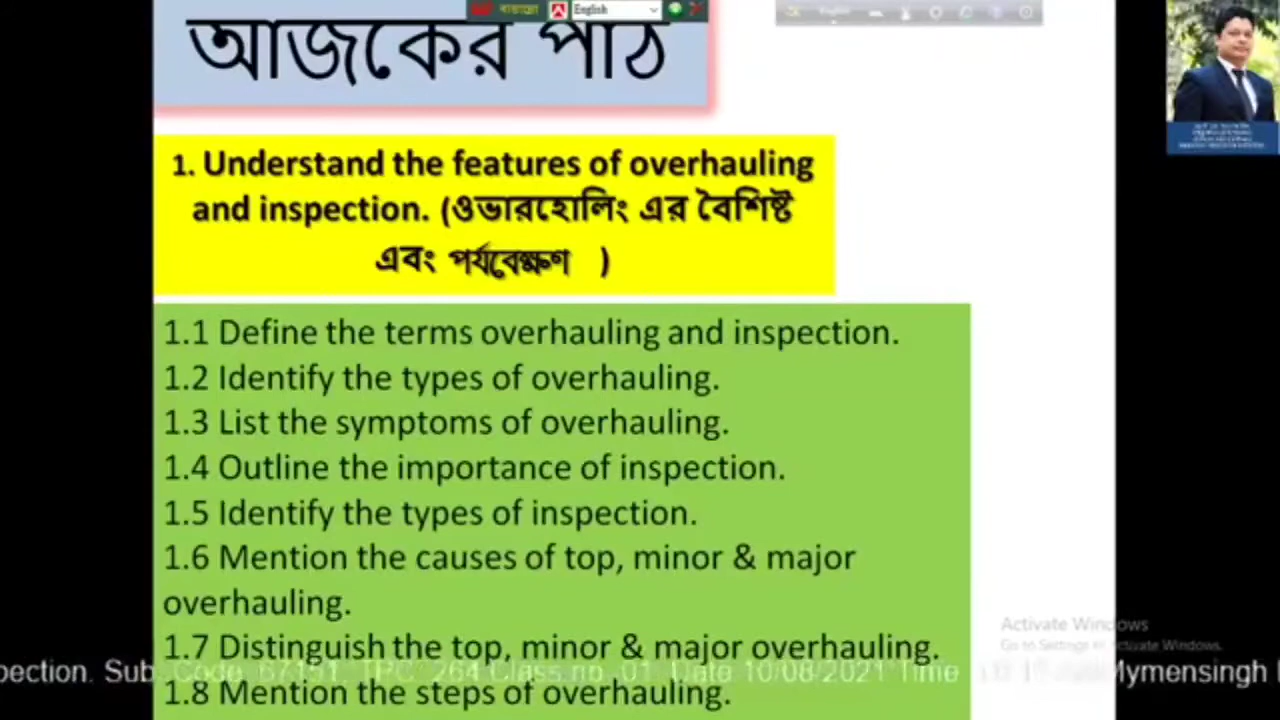 আজকের পাঠ
English
1. Understand the features of overhauling
and inspection. (ওভারহোলিং এর বৈশিষ্ট
এবং পর্যবেক্ষণ )
1.1 Define the terms overhauling and inspection.
1.2 Identify the types of overhauling.
1.3 List the symptoms of overhauling.
1.4 Outline the importance of inspection.
1.5 Identify the types of inspection.
1.6 Mention the causes of top, minor & major
overhauling.
1.7 Distinguish the top, minor & major overhauling.
Activate Windows
Go to Settings to activate Windows.
pection. Sub. Code 67191. TPC 264 Class no. 01 Date 10/08/2021 Time Mymensingh
1.8 Mention the steps of overhauling.